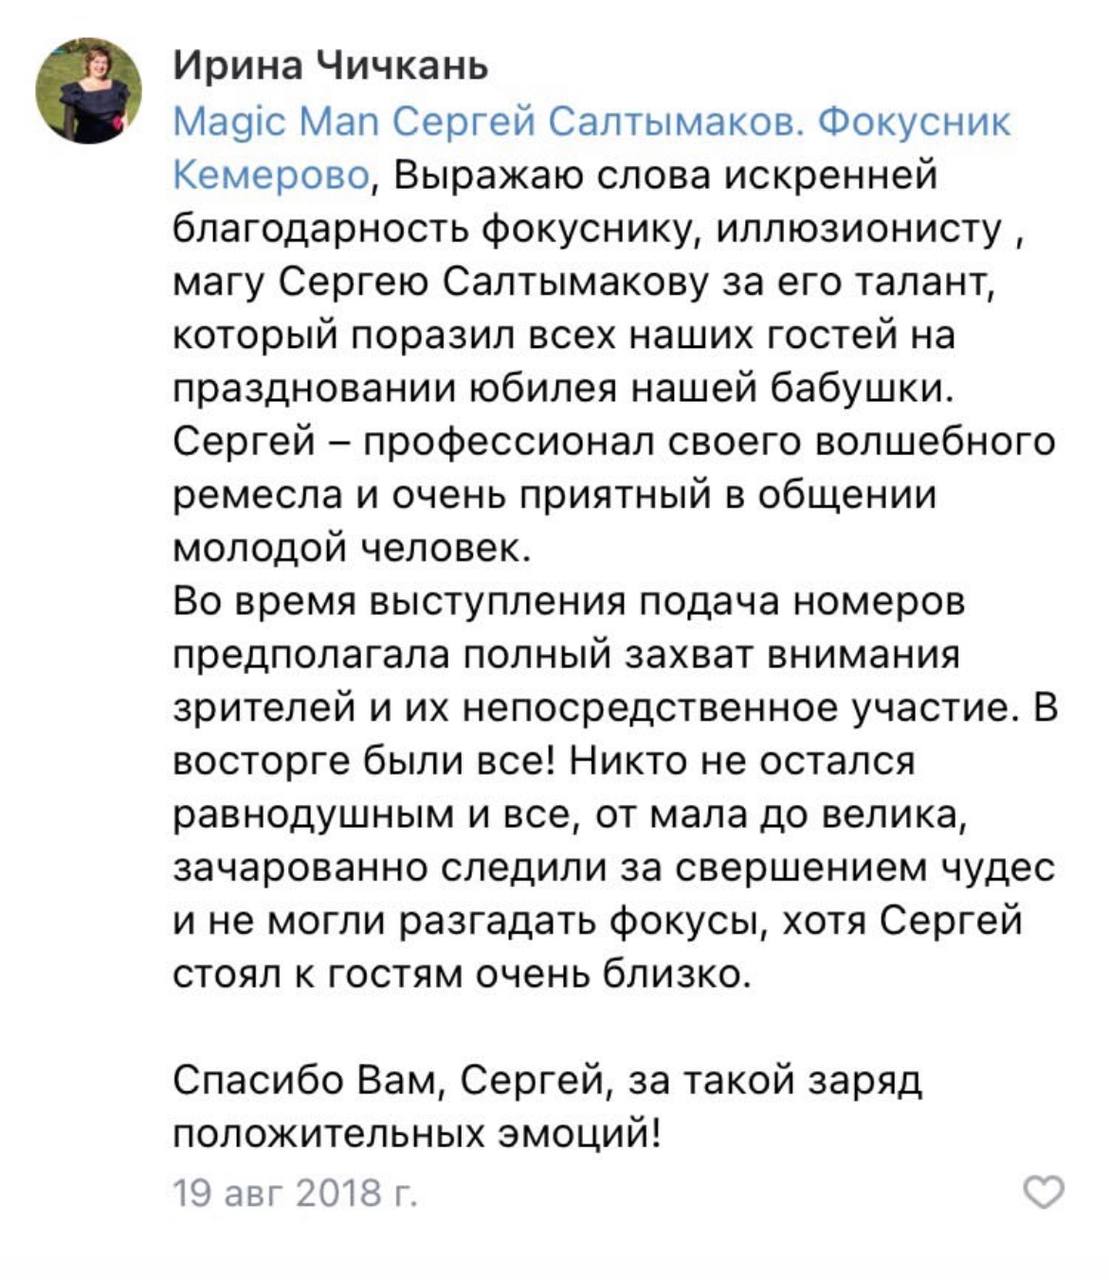 Ирина Чичкань
Magic Man Сергей Салтымаков. Фокусник
Кемерово, Выражаю слова искренней
благодарность фокуснику, иллюзионисту ,
магу Сергею Салтымакову за его талант,
который поразил всех наших гостей на
праздновании юбилея нашей бабушки.
Сергей – профессионал своего волшебного
ремесла и очень приятный в общении
молодой человек.
Во время выступления подача номеров
предполагала полный захват внимания
зрителей и их непосредственное участие. В
восторге были все! Никто не остался
равнодушным и все, от мала до велика,
зачарованно следили за свершением чудес
и не могли разгадать фокусы, хотя Сергей
стоял к гостям очень близко.
Спасибо Вам, Сергей, за такой заряд
положительных эмоций!
19 авг 2018 г.